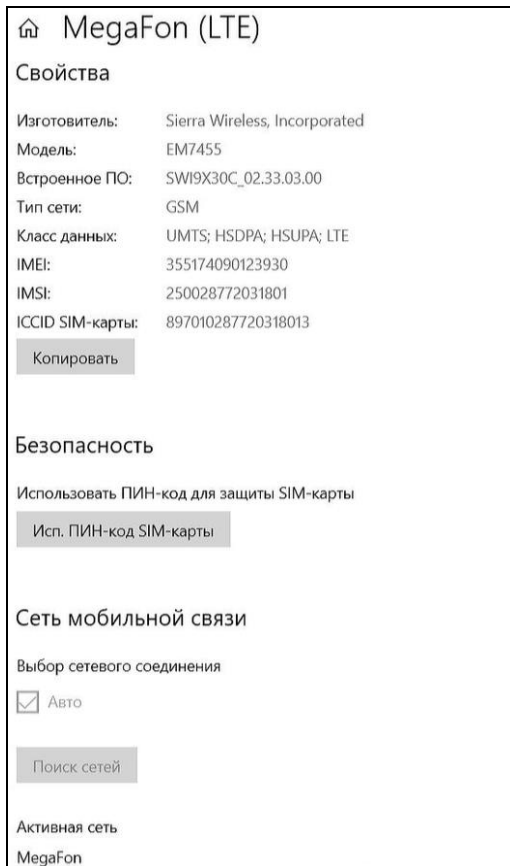 MegaFon (LTE)
Свойства
Изготовитель: Sierra Wireless, Incorporated
Модель: EM7455
Встроенное ПО: SWI9X30C_02.33.03.00
Тип сети: GSM
Класс данных: UMTS; HSDPA; HSUPA; LTE
IMEI: 355174090123930
IMSI: 250028772031801
ICCID SIM-карты: 897010287720318013
Копировать
Безопасность
Использовать ПИН-код для защиты SIM-карты
Исп. ПИН-код SIM-карты
Сеть мобильной связи
Выбор сетевого соединения
Авто
Поиск сетей
Активная сеть
MegaFon